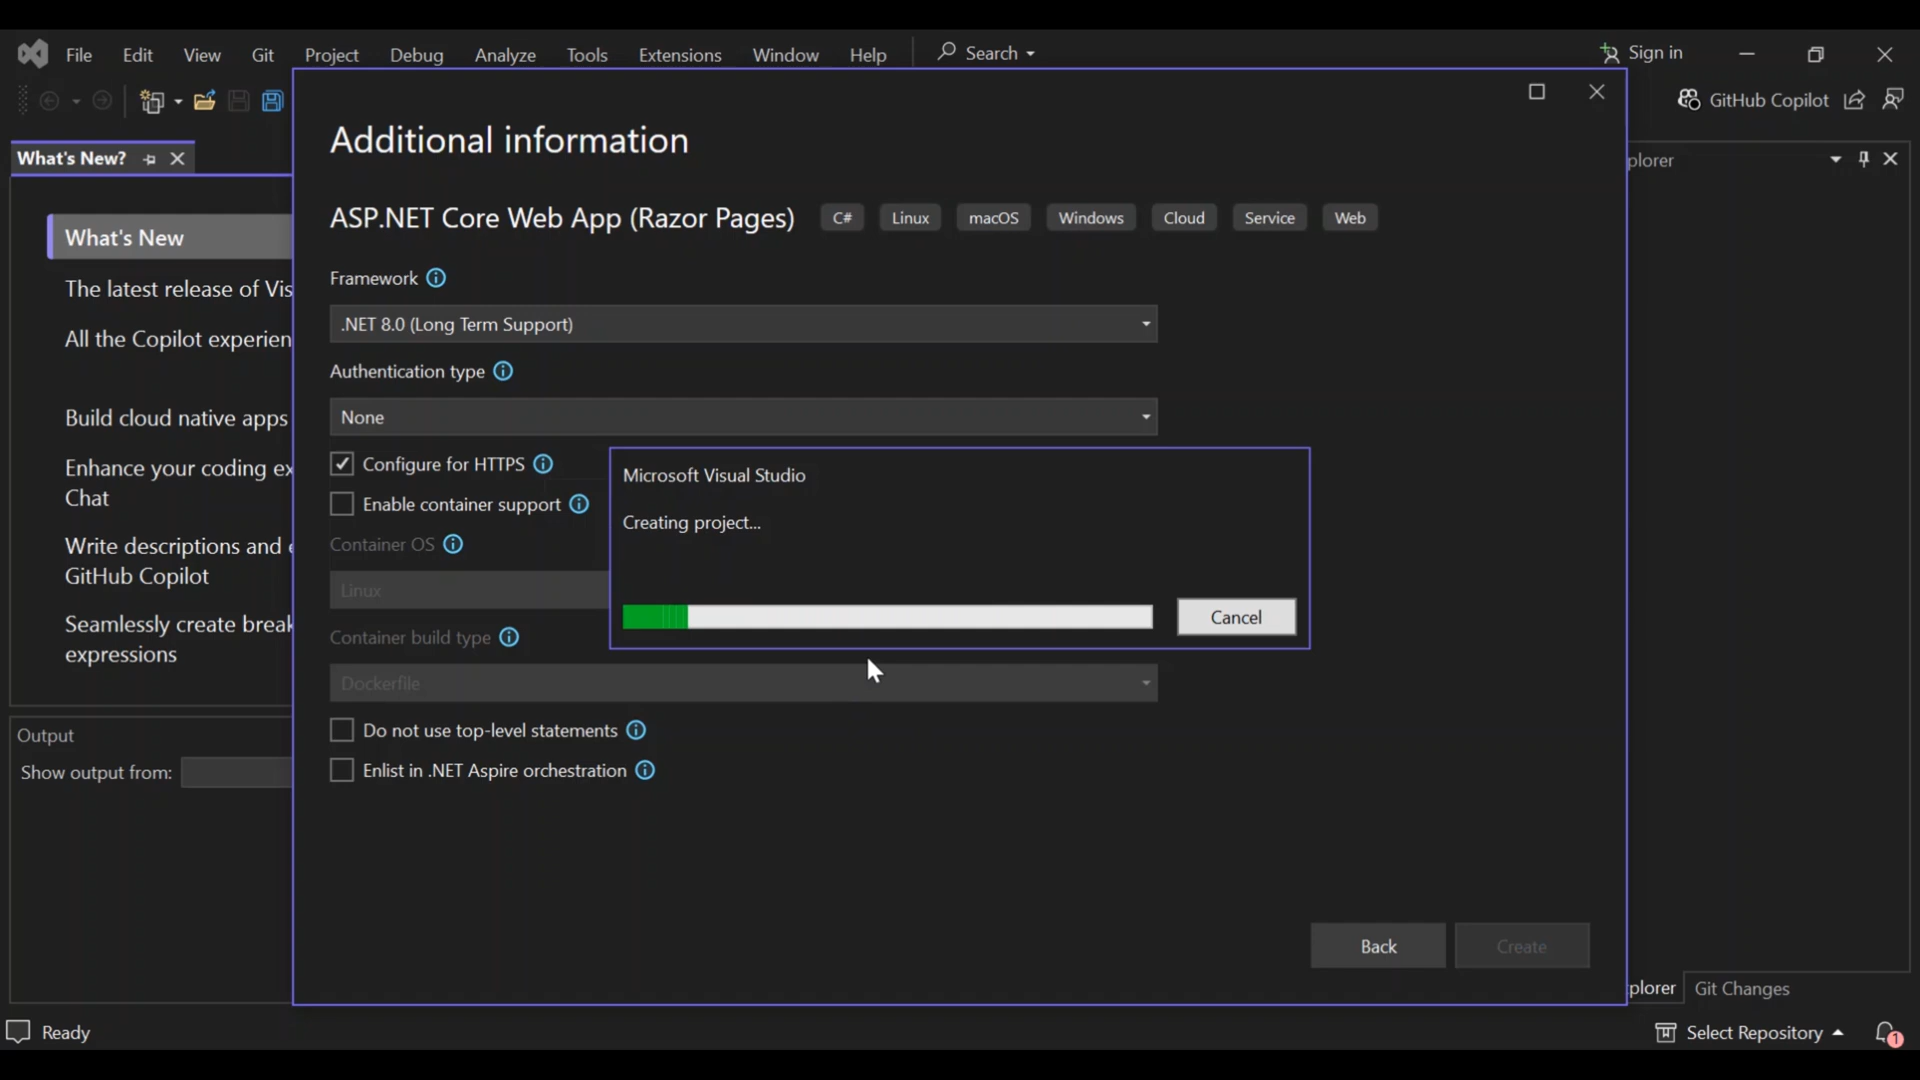 File Edit View Git Project Debug Analyze Tools Extensions Window Help Search Sign in
GitHub Copilot
What's New?
plorer
What's New
The latest release of Vis
All the Copilot experien
Build cloud native apps
Enhance your coding ex
Chat
Write descriptions and
GitHub Copilot
Seamlessly create break
expressions
Output
Show output from:
Additional information
ASP.NET Core Web App (Razor Pages) C# Linux macOS Windows Cloud Service Web
Framework
.NET 8.0 (Long Term Support)
Authentication type
None
Configure for HTTPS
Enable container support
Container OS
Linux
Container build type
Dockerfile
Do not use top-level statements
Enlist in .NET Aspire orchestration
Microsoft Visual Studio
Creating project...
Cancel
Back Create
plorer Git Changes
Ready Select Repository 1